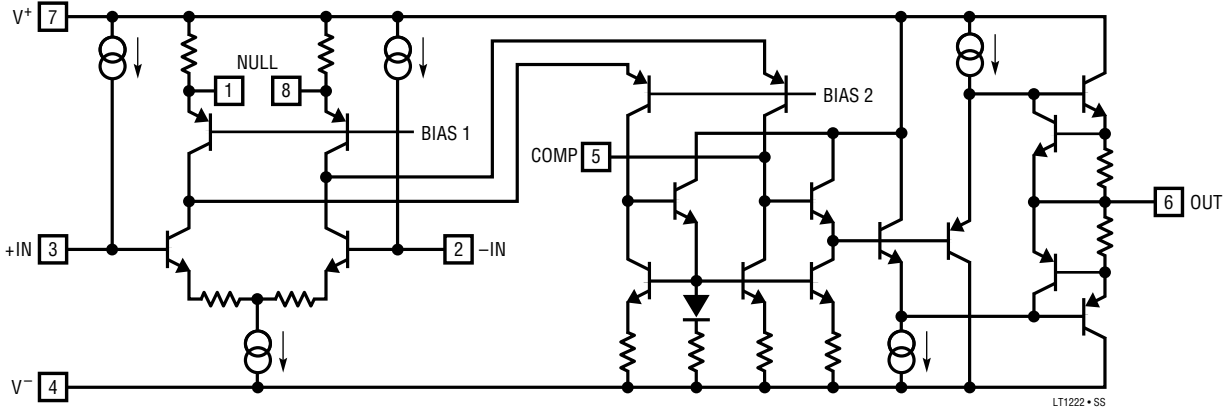 V+ 7
NULL
1
8
BIAS 2
BIAS 1
COMP 5
6 OUT
+IN 3
2 –IN
V– 4
LT1222 • SS